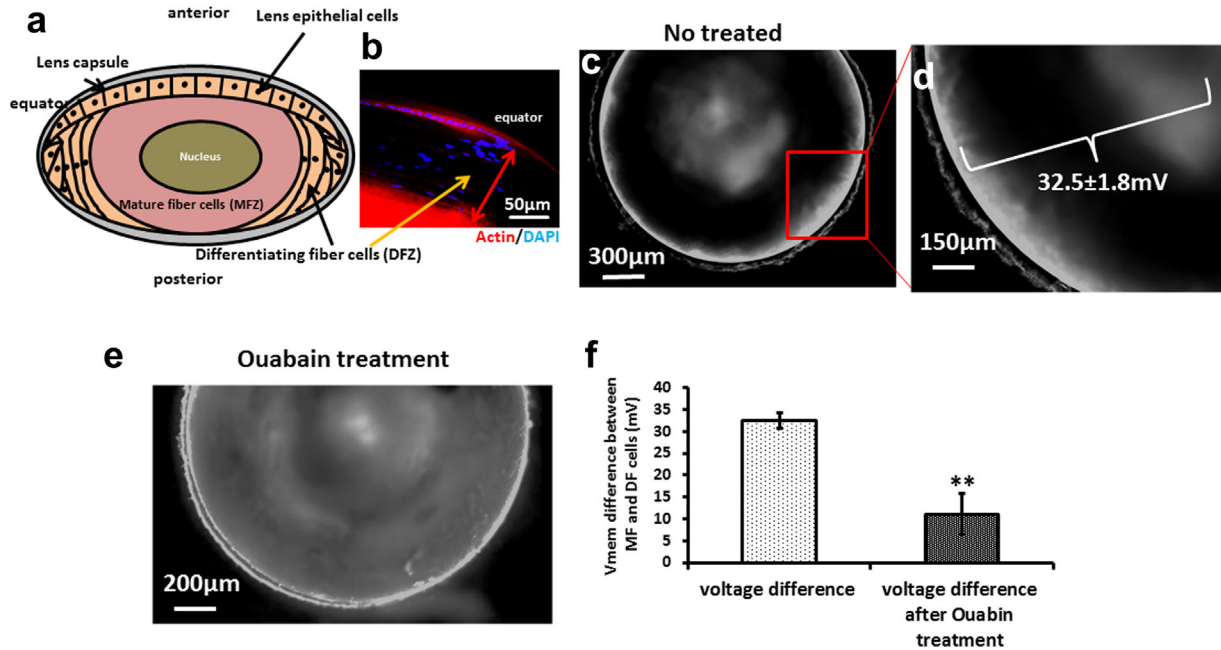 a
anterior
Lens epithelial cells
Lens capsule
equator
Nucleus
Mature fiber cells (MFZ)
Differentiating fiber cells (DFZ)
posterior
b
equator
50μm
Actin/DAPI
No treated
c
300μm
d
32.5±1.8mV
150μm
e
Ouabain treatment
200μm
f
Vmem difference between
MF and DF cells (mV)
40
35
30
25
20
15
10
5
0
**
voltage difference
voltage difference
after Ouabin
treatment